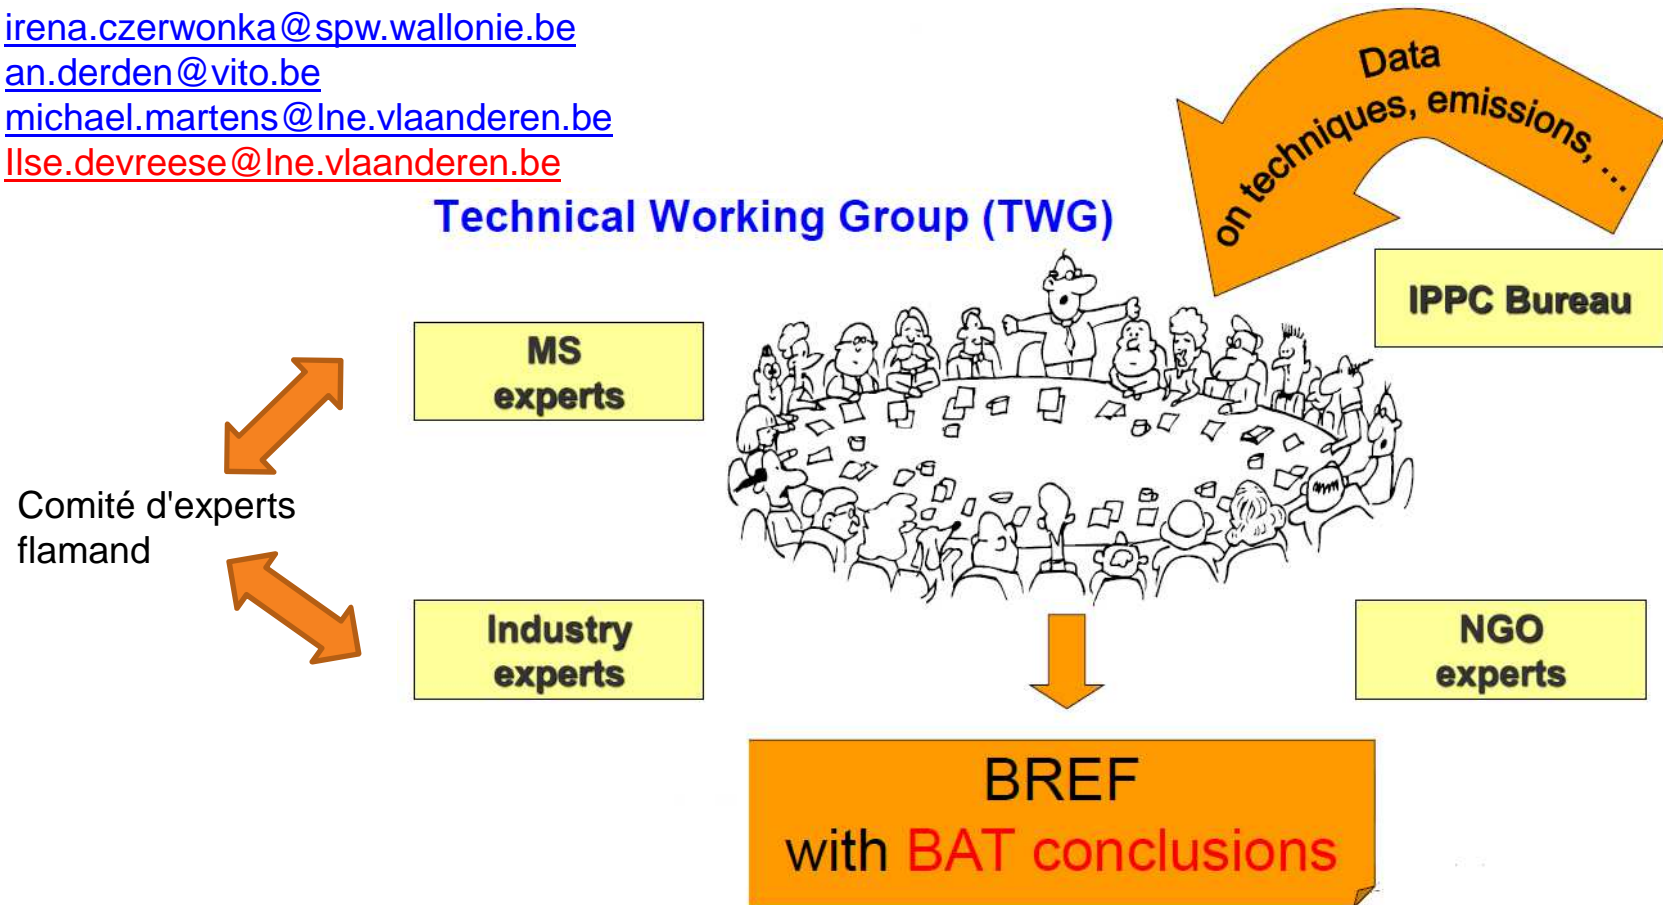 irena.czerwonka@spw.wallonie.be
an.derden@vito.be
michael.martens@lne.vlaanderen.be
Ilse.devreese@lne.vlaanderen.be
Data
on techniques, emissions, ...
Technical Working Group (TWG)
IPPC Bureau
MS
experts
Comité d'experts
flamand
Industry
experts
NGO
experts
BREF
with BAT conclusions